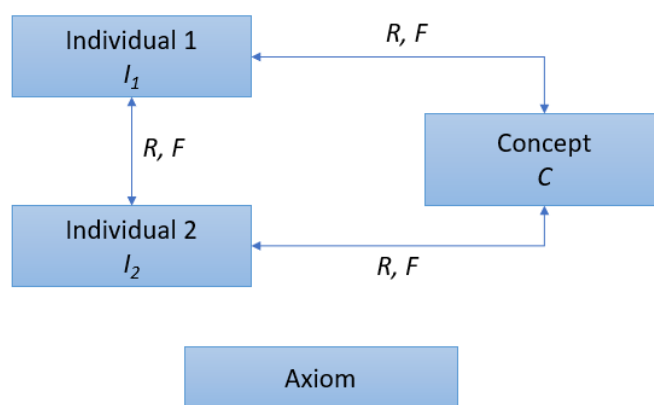 Individual 1
I₁
R, F
R, F
Concept
C
Individual 2
I₂
R, F
Axiom